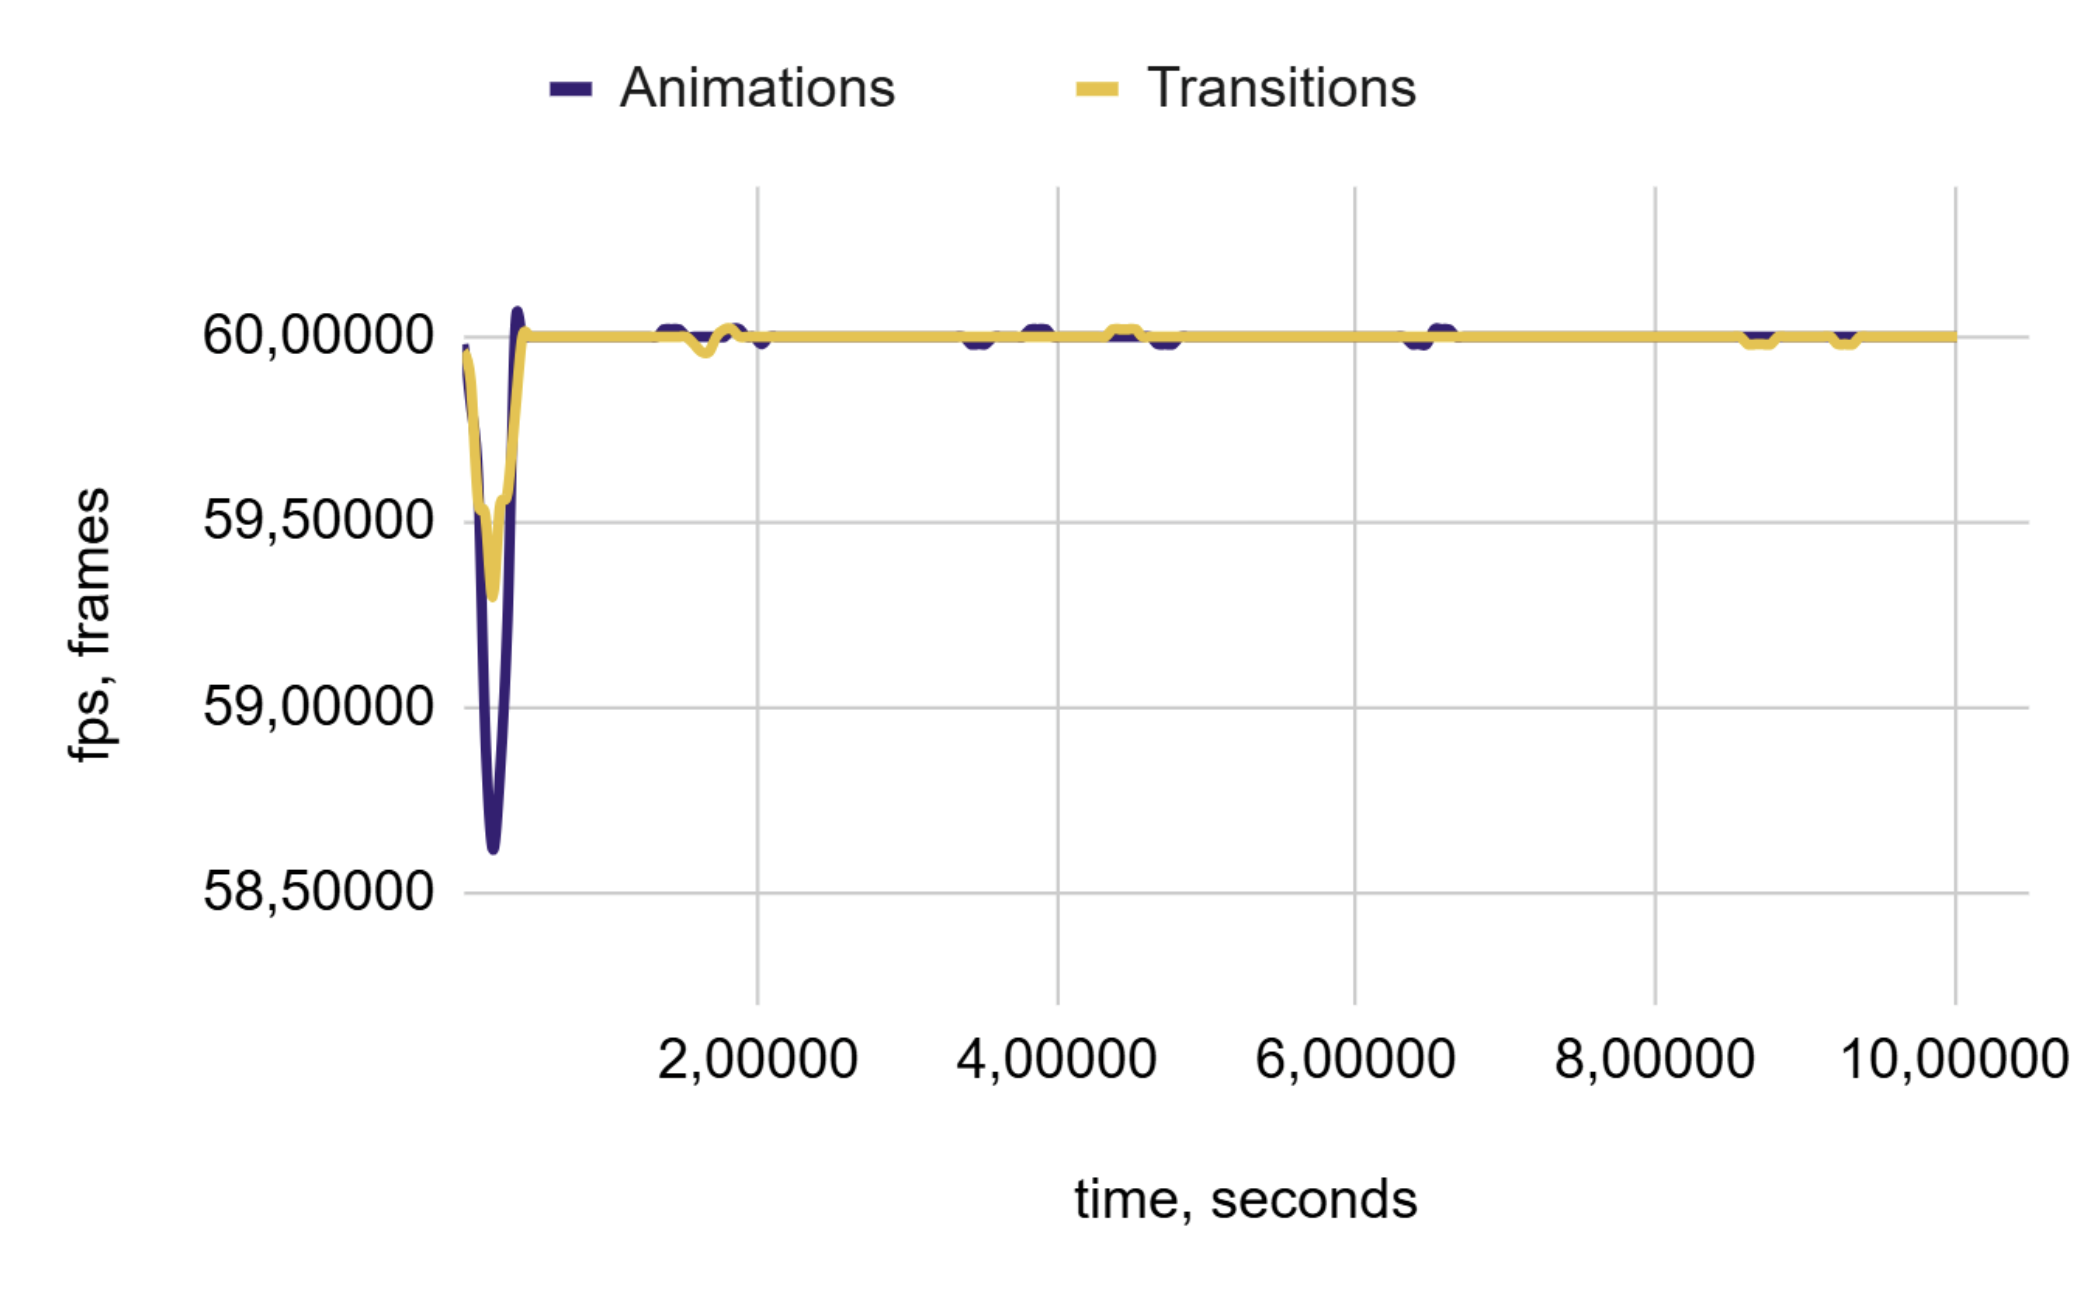 Animations Transitions
60,00000
59,50000
59,00000
58,50000
fps, frames
2,00000 4,00000 6,00000 8,00000 10,00000
time, seconds